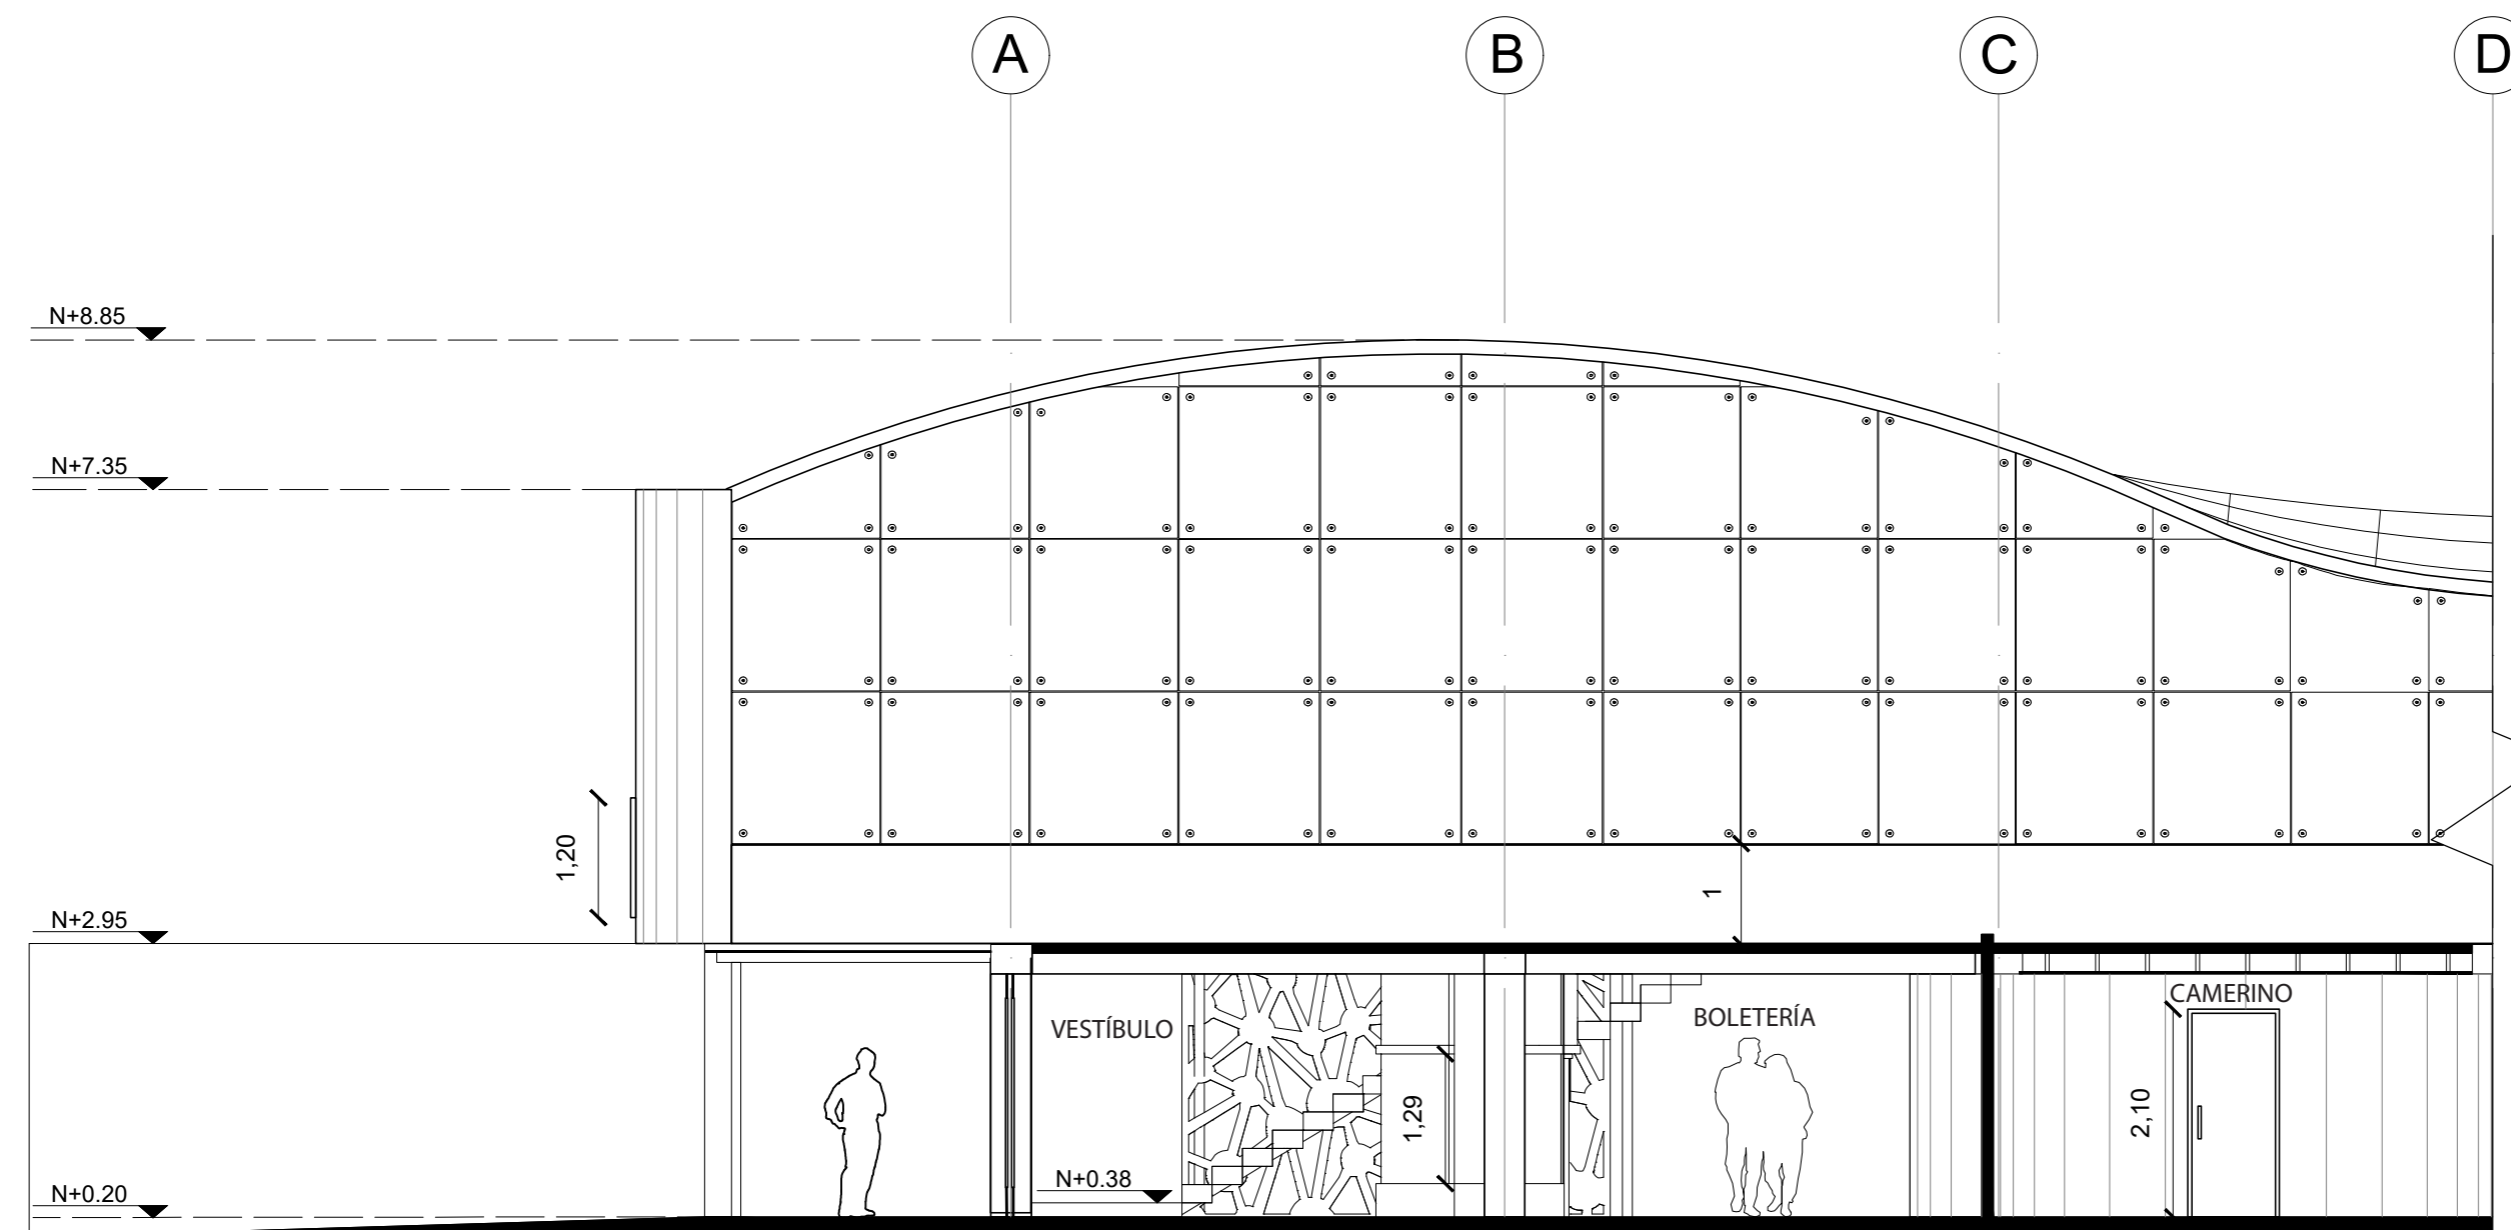 A
B
C
D
N+8.85
N+7.35
1,20
1
N+2.95
CAMERINO
BOLETERÍA
VESTÍBULO
1,29
2,10
N+0.38
N+0.20